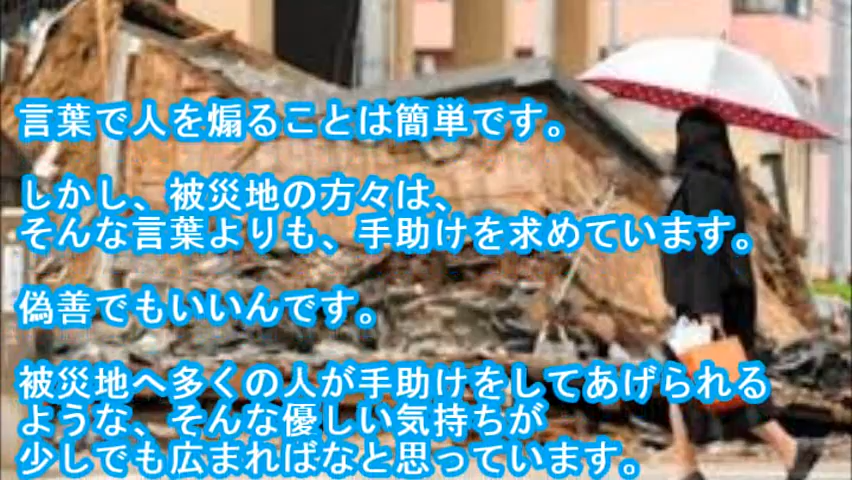 言葉で人を煽ることは簡単です。
しかし、被災地の方々は、
そんな言葉よりも、手助けを求めています。
偽善でもいいんです。
被災地へ多くの人が手助けをしてあげられる
ような、そんな優しい気持ちが
少しでも広まればなと思っています。